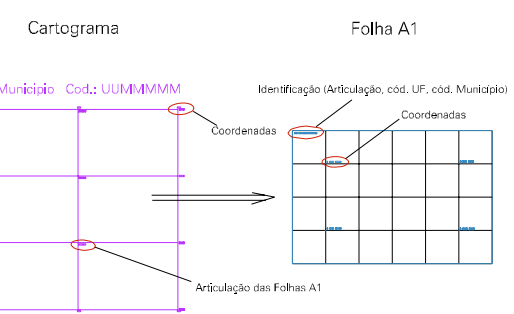 Cartograma
Folha A1
Municipio Cod.: UUMMMMM
Identificação (Articulação, cód. UF, cód. Município)
Coordenadas
Coordenadas
Articulação das Folhas A1